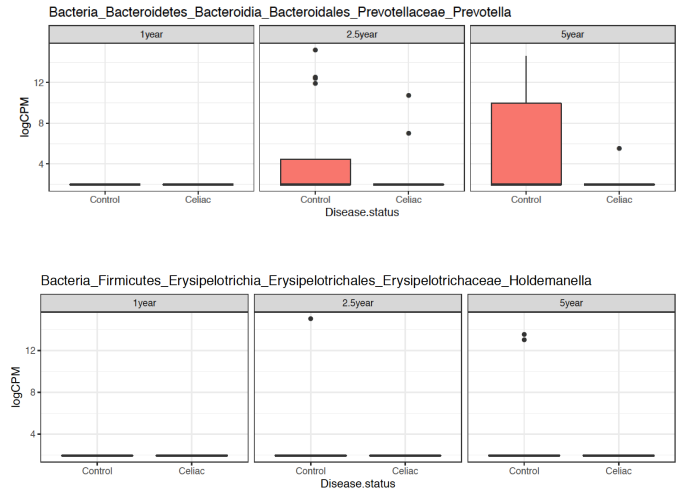 Bacteria_Bacteroidetes_Bacteroidia_Bacteroidales_Prevotellaceae_Prevotella
1year 2.5year 5year
logCPM
12
8
4
Control Celiac Control Celiac Control Celiac
Disease.status
Bacteria_Firmicutes_Erysipelotrichia_Erysipelotrichales_Erysipelotrichaceae_Holdemanella
1year 2.5year 5year
logCPM
12
8
4
Control Celiac Control Celiac Control Celiac
Disease.status